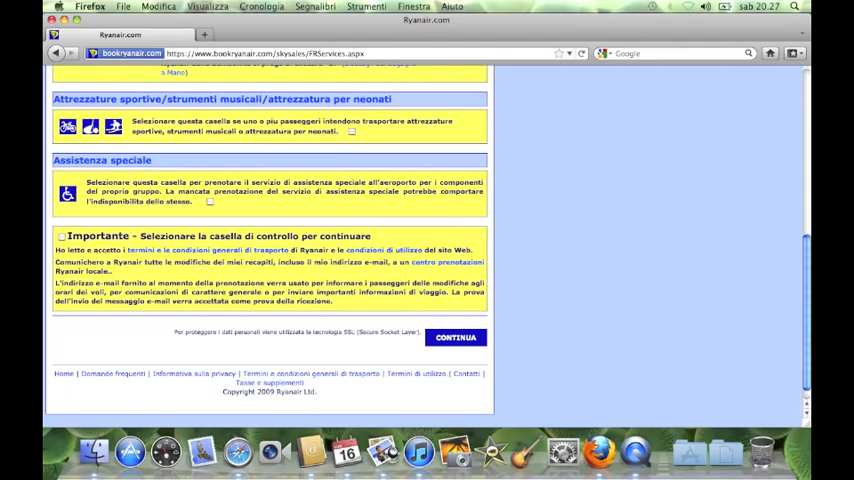 Firefox File Modifica Visualizza Cronologia Segnalibri Strumenti Finestra Aiuto sab 20.27
Ryanair.com
Ryanair.com
bookryanair.com https://www.bookryanair.com/skysales/FRServices.aspx Google
a Mano)
Attrezzature sportive/strumenti musicali/attrezzatura per neonati
Selezionare questa casella se uno o piu passeggeri intendono trasportare attrezzature
sportive, strumenti musicali o attrezzatura per neonati.
Assistenza speciale
Selezionare questa casella per prenotare il servizio di assistenza speciale all'aeroporto per i componenti
del proprio gruppo. La mancata prenotazione del servizio di assistenza speciale potrebbe comportare
l'indisponibilita dello stesso.
Importante - Selezionare la casella di controllo per continuare
Ho letto e accetto i termini e le condizioni generali di trasporto di Ryanair e le condizioni di utilizzo del sito Web.
Comunichero a Ryanair tutte le modifiche dei miei recapiti, incluso il mio indirizzo e-mail, a un centro prenotazioni
Ryanair locale..
L'indirizzo e-mail fornito al momento della prenotazione verra usato per informare i passeggeri delle modifiche agli
orari dei voli, per comunicazioni di carattere generale o per inviare importanti informazioni di viaggio. La prova
dell'invio del messaggio e-mail verra accettata come prova della ricezione.
Per proteggere i dati personali viene utilizzata la tecnologia SSL (Secure Socket Layer). CONTINUA
Home | Domande frequenti | Informativa sulla privacy | Termini e condizioni generali di trasporto | Termini di utilizzo | Contatti |
Tasse e supplementi
Copyright 2009 Ryanair Ltd.
16